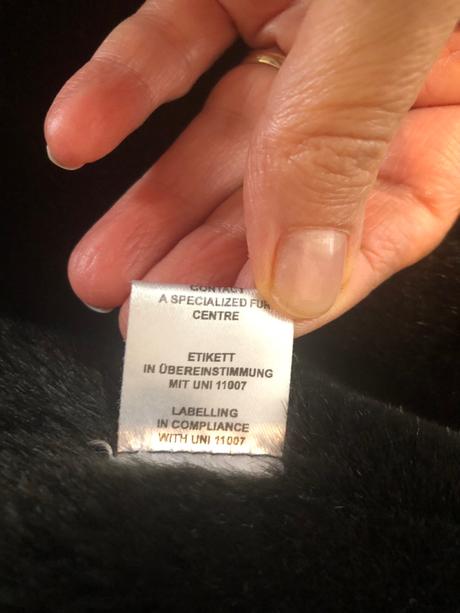 CONTACT
A SPECIALIZED FUR
CENTRE
ETIKETT
IN ÜBEREINSTIMMUNG
MIT UNI 11007
LABELLING
IN COMPLIANCE
WITH UNI 11007